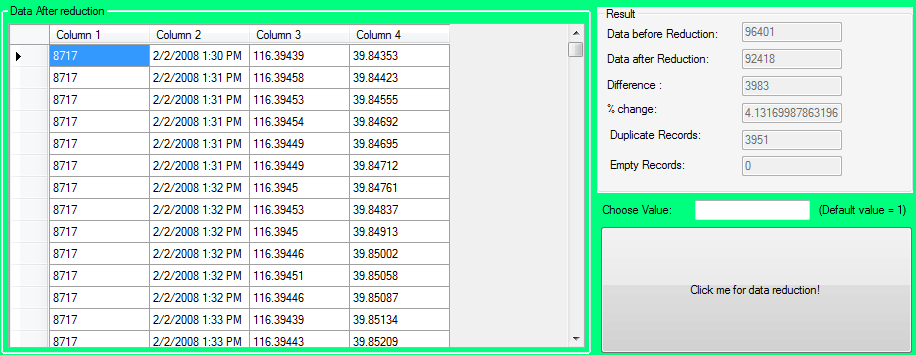 Data After reduction
Column 1 Column 2 Column 3 Column 4
8717 2/2/2008 1:30 PM 116.39439 39.84353
8717 2/2/2008 1:31 PM 116.39458 39.84423
8717 2/2/2008 1:31 PM 116.39453 39.84555
8717 2/2/2008 1:31 PM 116.39454 39.84692
8717 2/2/2008 1:31 PM 116.39449 39.84695
8717 2/2/2008 1:31 PM 116.39449 39.84712
8717 2/2/2008 1:32 PM 116.3945 39.84761
8717 2/2/2008 1:32 PM 116.39453 39.84837
8717 2/2/2008 1:32 PM 116.3945 39.84913
8717 2/2/2008 1:32 PM 116.39446 39.85002
8717 2/2/2008 1:32 PM 116.39451 39.85058
8717 2/2/2008 1:32 PM 116.39446 39.85087
8717 2/2/2008 1:33 PM 116.39439 39.85134
8717 2/2/2008 1:33 PM 116.39443 39.85209
Result
Data before Reduction: 96401
Data after Reduction: 92418
Difference : 3983
% change: 4.13169987863196
Duplicate Records: 3951
Empty Records: 0
Choose Value: (Default value = 1)
Click me for data reduction!